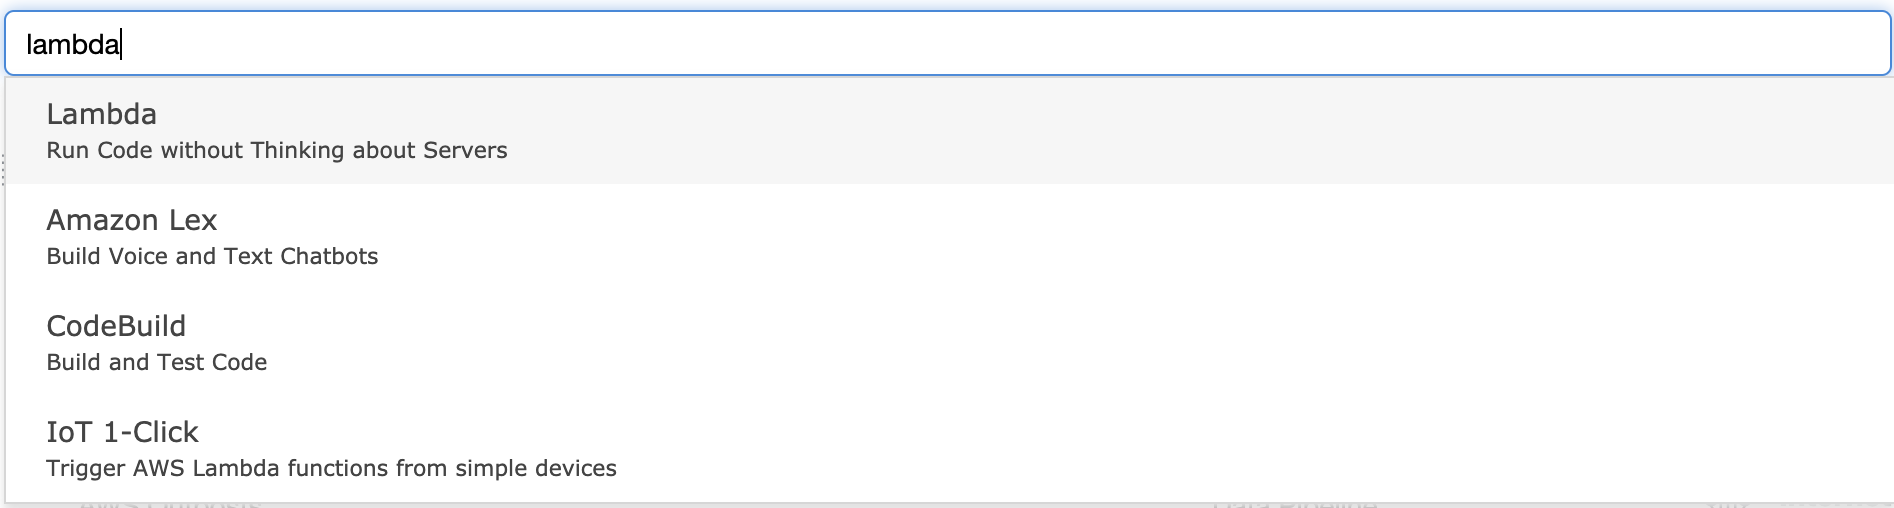 lambda
Lambda
Run Code without Thinking about Servers
Amazon Lex
Build Voice and Text Chatbots
CodeBuild
Build and Test Code
IoT 1-Click
Trigger AWS Lambda functions from simple devices